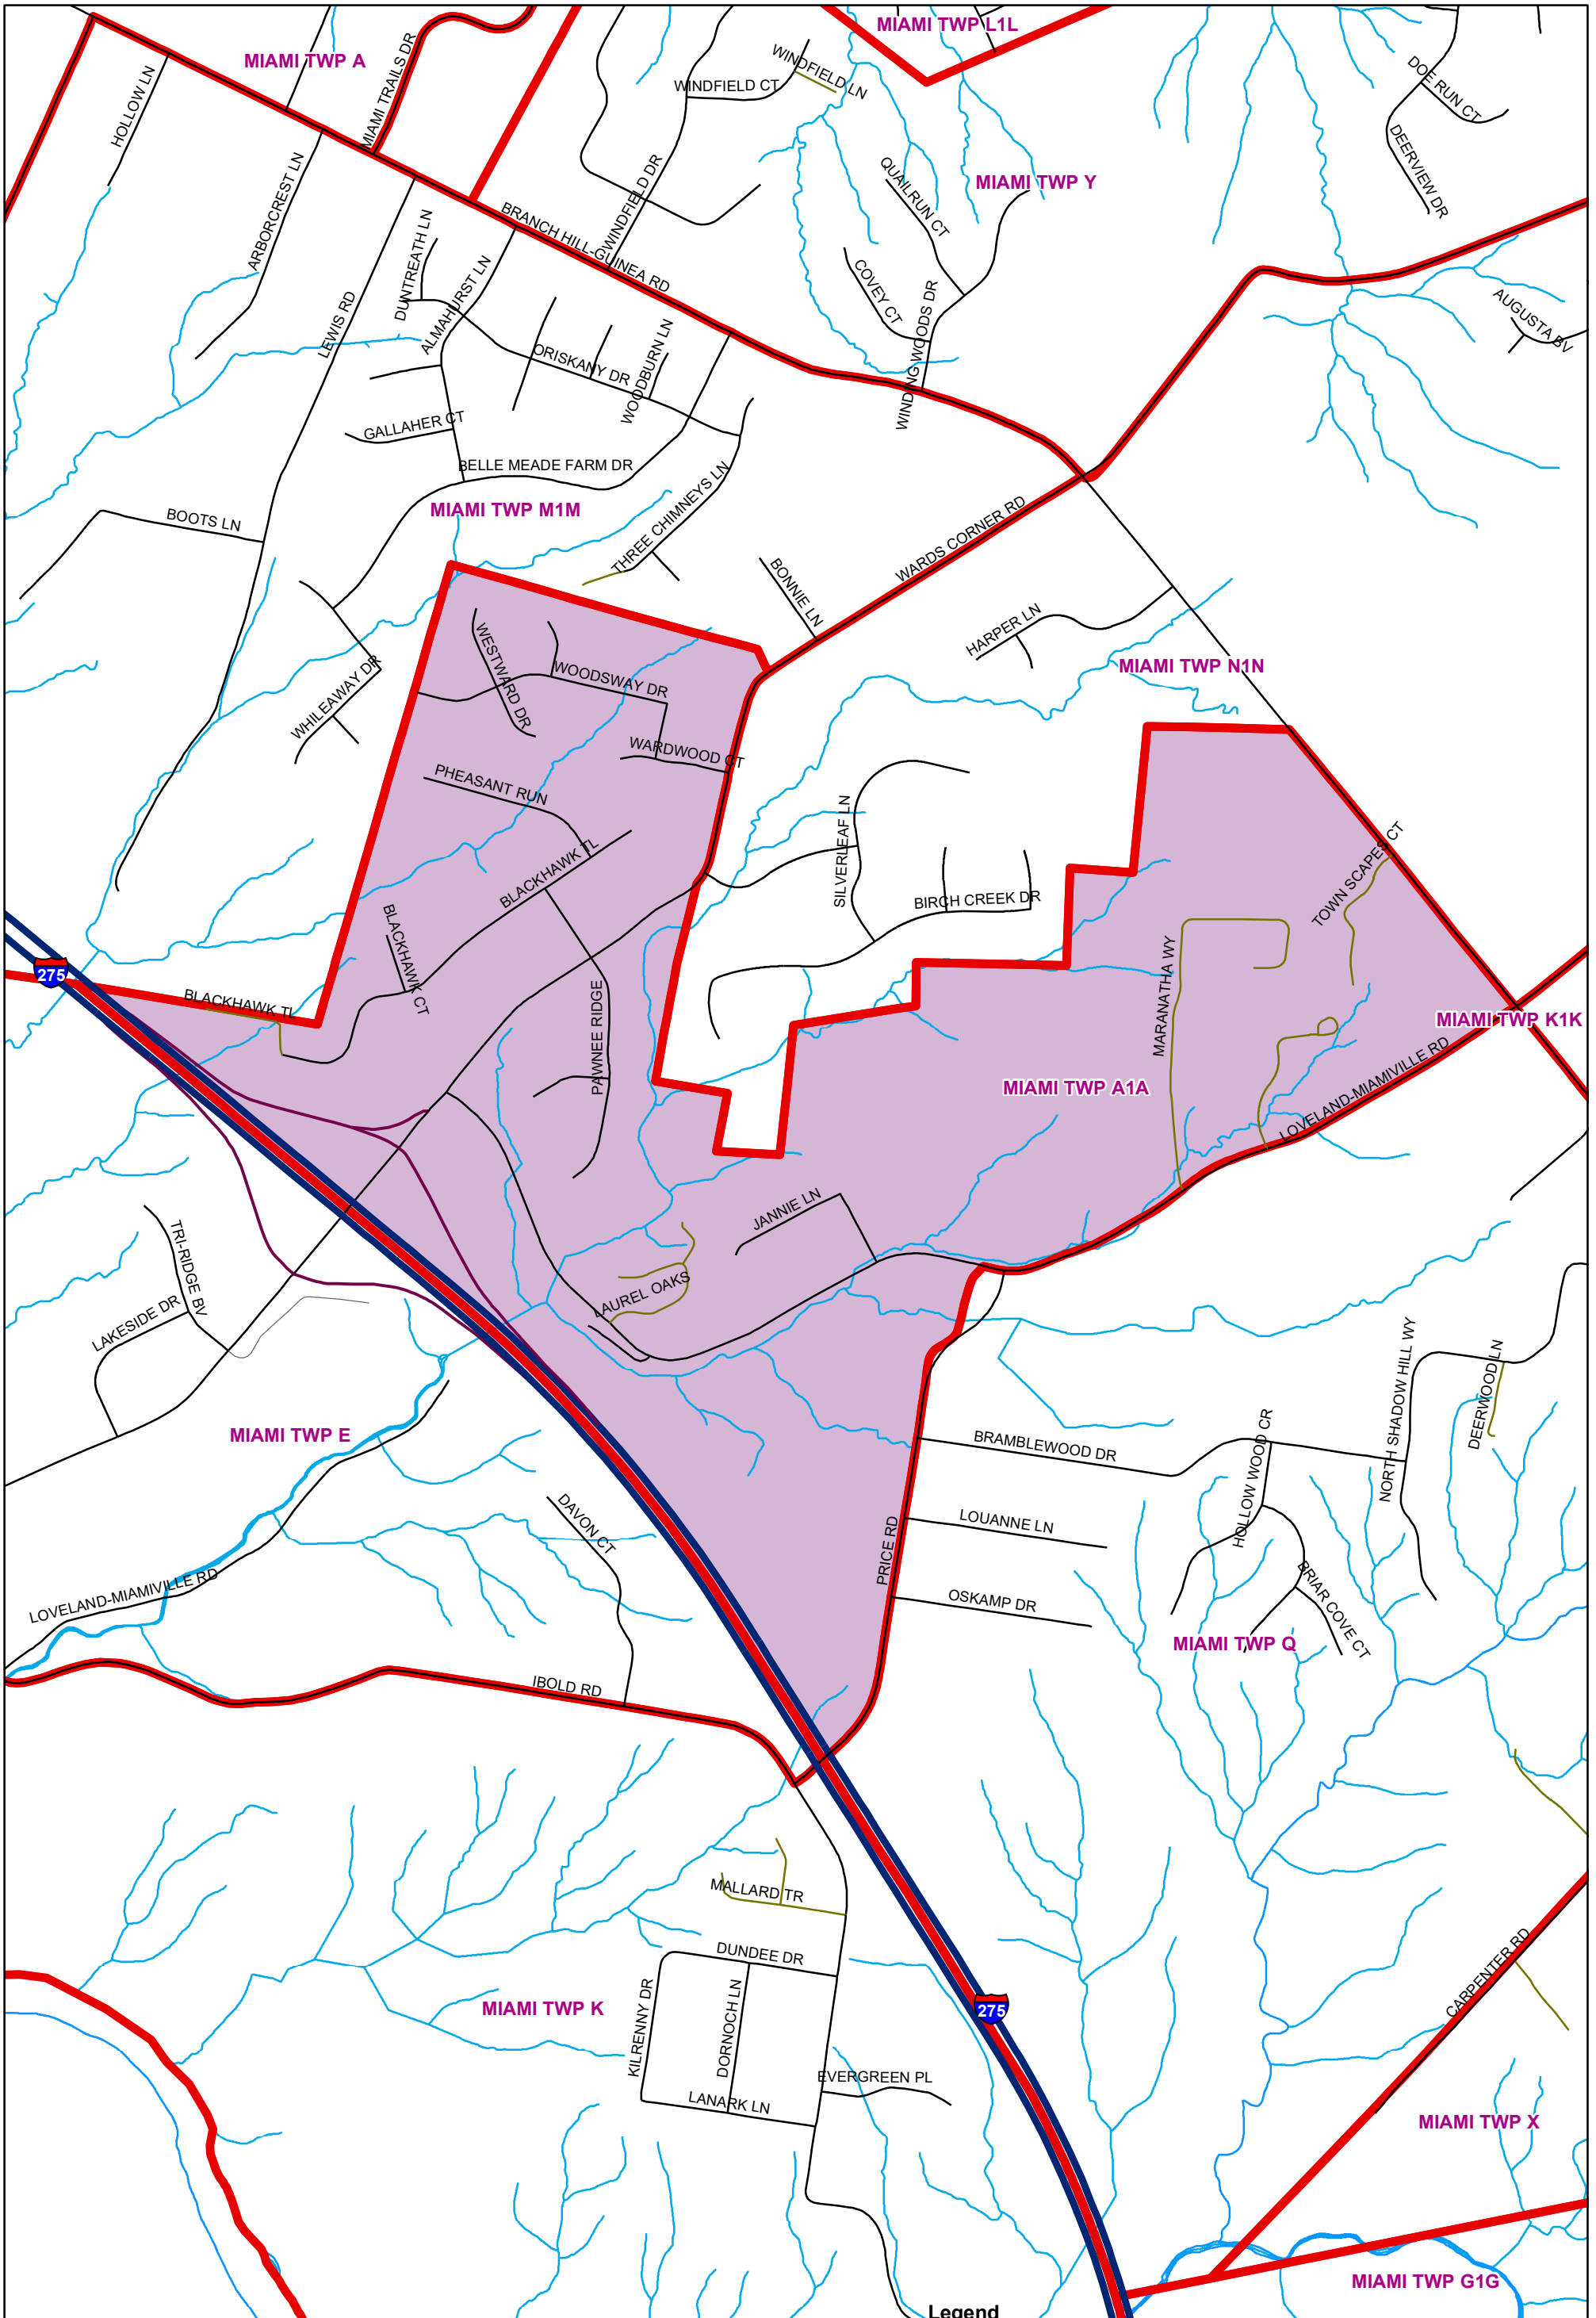 MIAMI TWP L1L
MIAMI TWP A
MIAMI TRAILS DR
HOLLOW LN
WINDFIELD CT
WINDFIELD LN
DOE RUN CT
DEERVIEW DR
ARBORCREST LN
QUAILRUN CT
MIAMI TWP Y
WINDFIELD DR
BRANCH HILL-GUINEA RD
DUNTREATH LN
ALMAHURST LN
COVEY CT
WINDING WOODS DR
AUGUSTA BV
LEWIS RD
ORISKANY DR
WOODBURN LN
GALLAHER CT
BELLE MEADE FARM DR
THREE CHIMNEYS LN
MIAMI TWP M1M
BOOTS LN
WARDS CORNER RD
BONNIE LN
HARPER LN
MIAMI TWP N1N
WESTWARD DR
WOODSWAY DR
WHILEAWAY DR
WARDWOOD CT
PHEASANT RUN
SILVERLEAF LN
BLACKHAWK TL
BIRCH CREEK DR
TOWN SCAPES CT
BLACKHAWK CT
MARANATHA WY
275
BLACKHAWK TL
PAWNEE RIDGE
MIAMI TWP K1K
MIAMI TWP A1A
LOVELAND-MIAMIVILLE RD
JANNIE LN
TRI-RIDGE BV
LAUREL OAKS
LAKESIDE DR
NORTH SHADOW HILL WY
DEERWOOD LN
MIAMI TWP E
BRAMBLEWOOD DR
HOLLOW WOOD CR
DAVON CT
LOUANNE LN
PRICE RD
LOVELAND-MIAMIVILLE RD
OSKAMP DR
BRIAR COVE CT
MIAMI TWP Q
IBOLD RD
MALLARD TR
DUNDEE DR
CARPENTER RD
MIAMI TWP K
KILRENNY DR
DORNOCH LN
275
EVERGREEN PL
LANARK LN
MIAMI TWP X
MIAMI TWP G1G
Legend